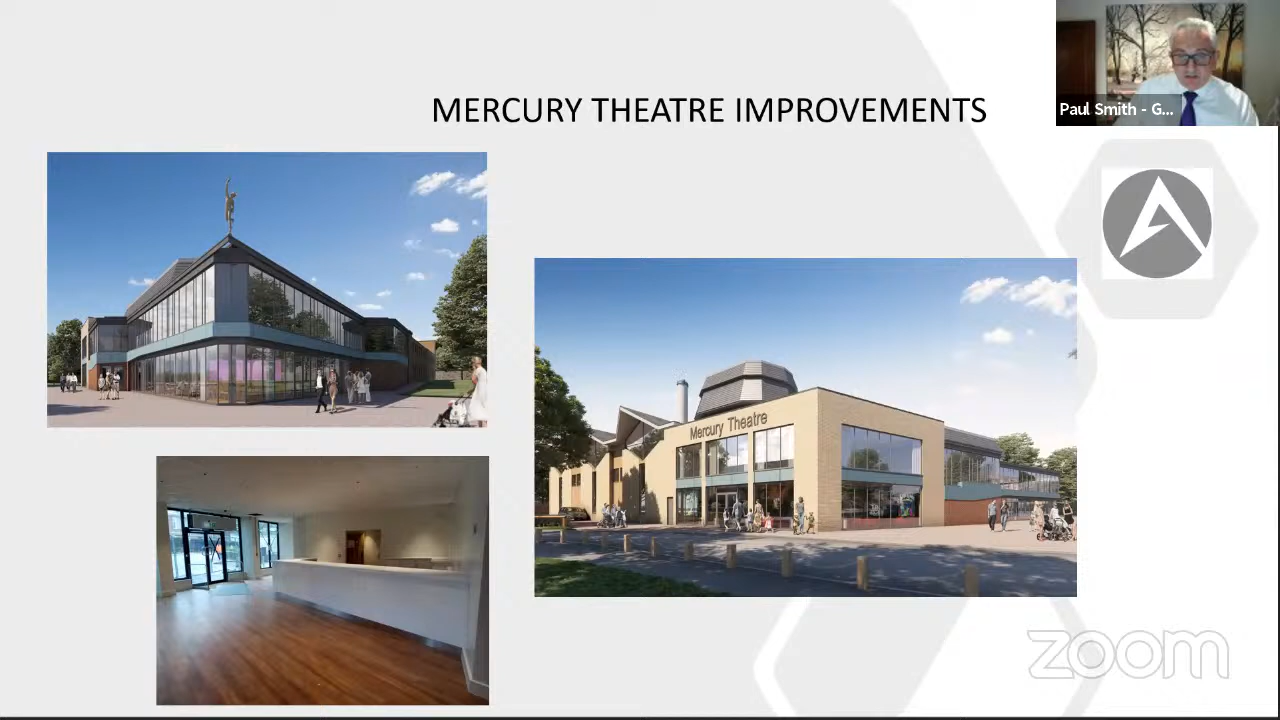 MERCURY THEATRE IMPROVEMENTS
Paul Smith - G...
Mercury Theatre
zoom